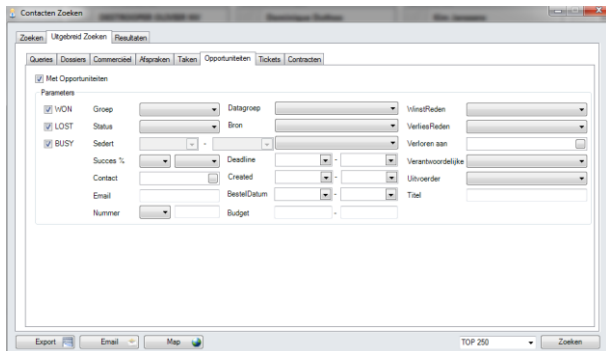 Contacten Zoeken
Zoeken Uitgebreid Zoeken Resultaten
Queries Dossiers Commerciëel Afspraken Taken Opportuniteiten Tickets Contracten
Met Opportuniteiten
Parameters
WON Groep Datagroep WinstReden
LOST Status Bron VerliesReden
BUSY Sedert - Verloren aan
Succes % Deadline - Verantwoordelijke
Contact Created - Uitvoerder
Email BestelDatum - Titel
Nummer Budget -
Export Email Map TOP 250 Zoeken